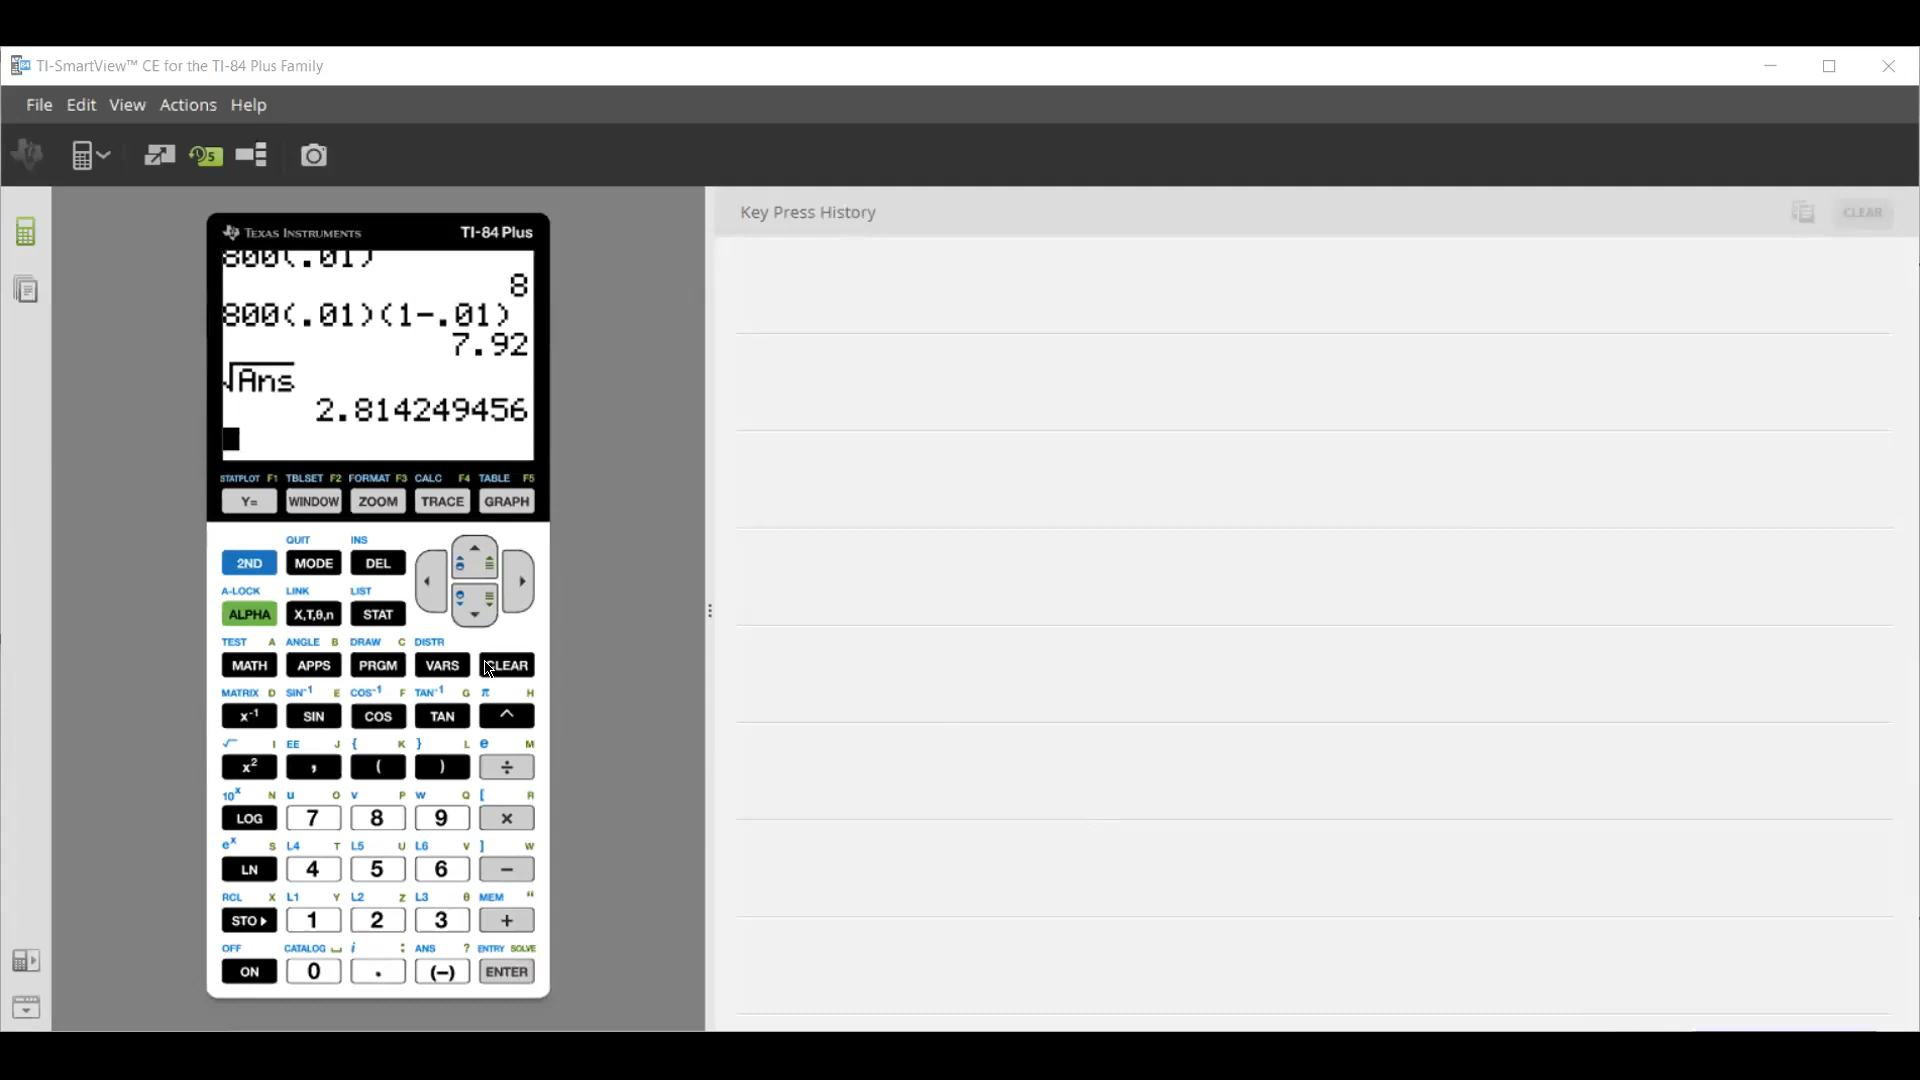 TI-SmartView™ CE for the TI-84 Plus Family
File Edit View Actions Help
5
Key Press History
CLEAR
TEXAS INSTRUMENTS TI-84 Plus
800(.01)
8
800(.01)(1-.01)
7.92
√Ans
2.814249456
STATPLOT F1 TBLSET F2 FORMAT F3 CALC F4 TABLE F5
Y= WINDOW ZOOM TRACE GRAPH
QUIT INS
2ND MODE DEL
A-LOCK LINK LIST
ALPHA X,T,θ,n STAT
TEST A ANGLE B DRAW C DISTR
MATH APPS PRGM VARS CLEAR
MATRIX D SIN⁻¹ E COS⁻¹ F TAN⁻¹ G π H
x⁻¹ SIN COS TAN ^
√ I EE J { K } L e M
x² , ( ) ÷
10ˣ N u O v P w Q [ R
LOG 7 8 9 ×
eˣ S L4 T L5 U L6 V ] W
LN 4 5 6 −
RCL X L1 Y L2 Z L3 θ MEM "
STO▸ 1 2 3 +
OFF CATALOG ⎵ i : ANS ? ENTRY SOLVE
ON 0 . (−) ENTER